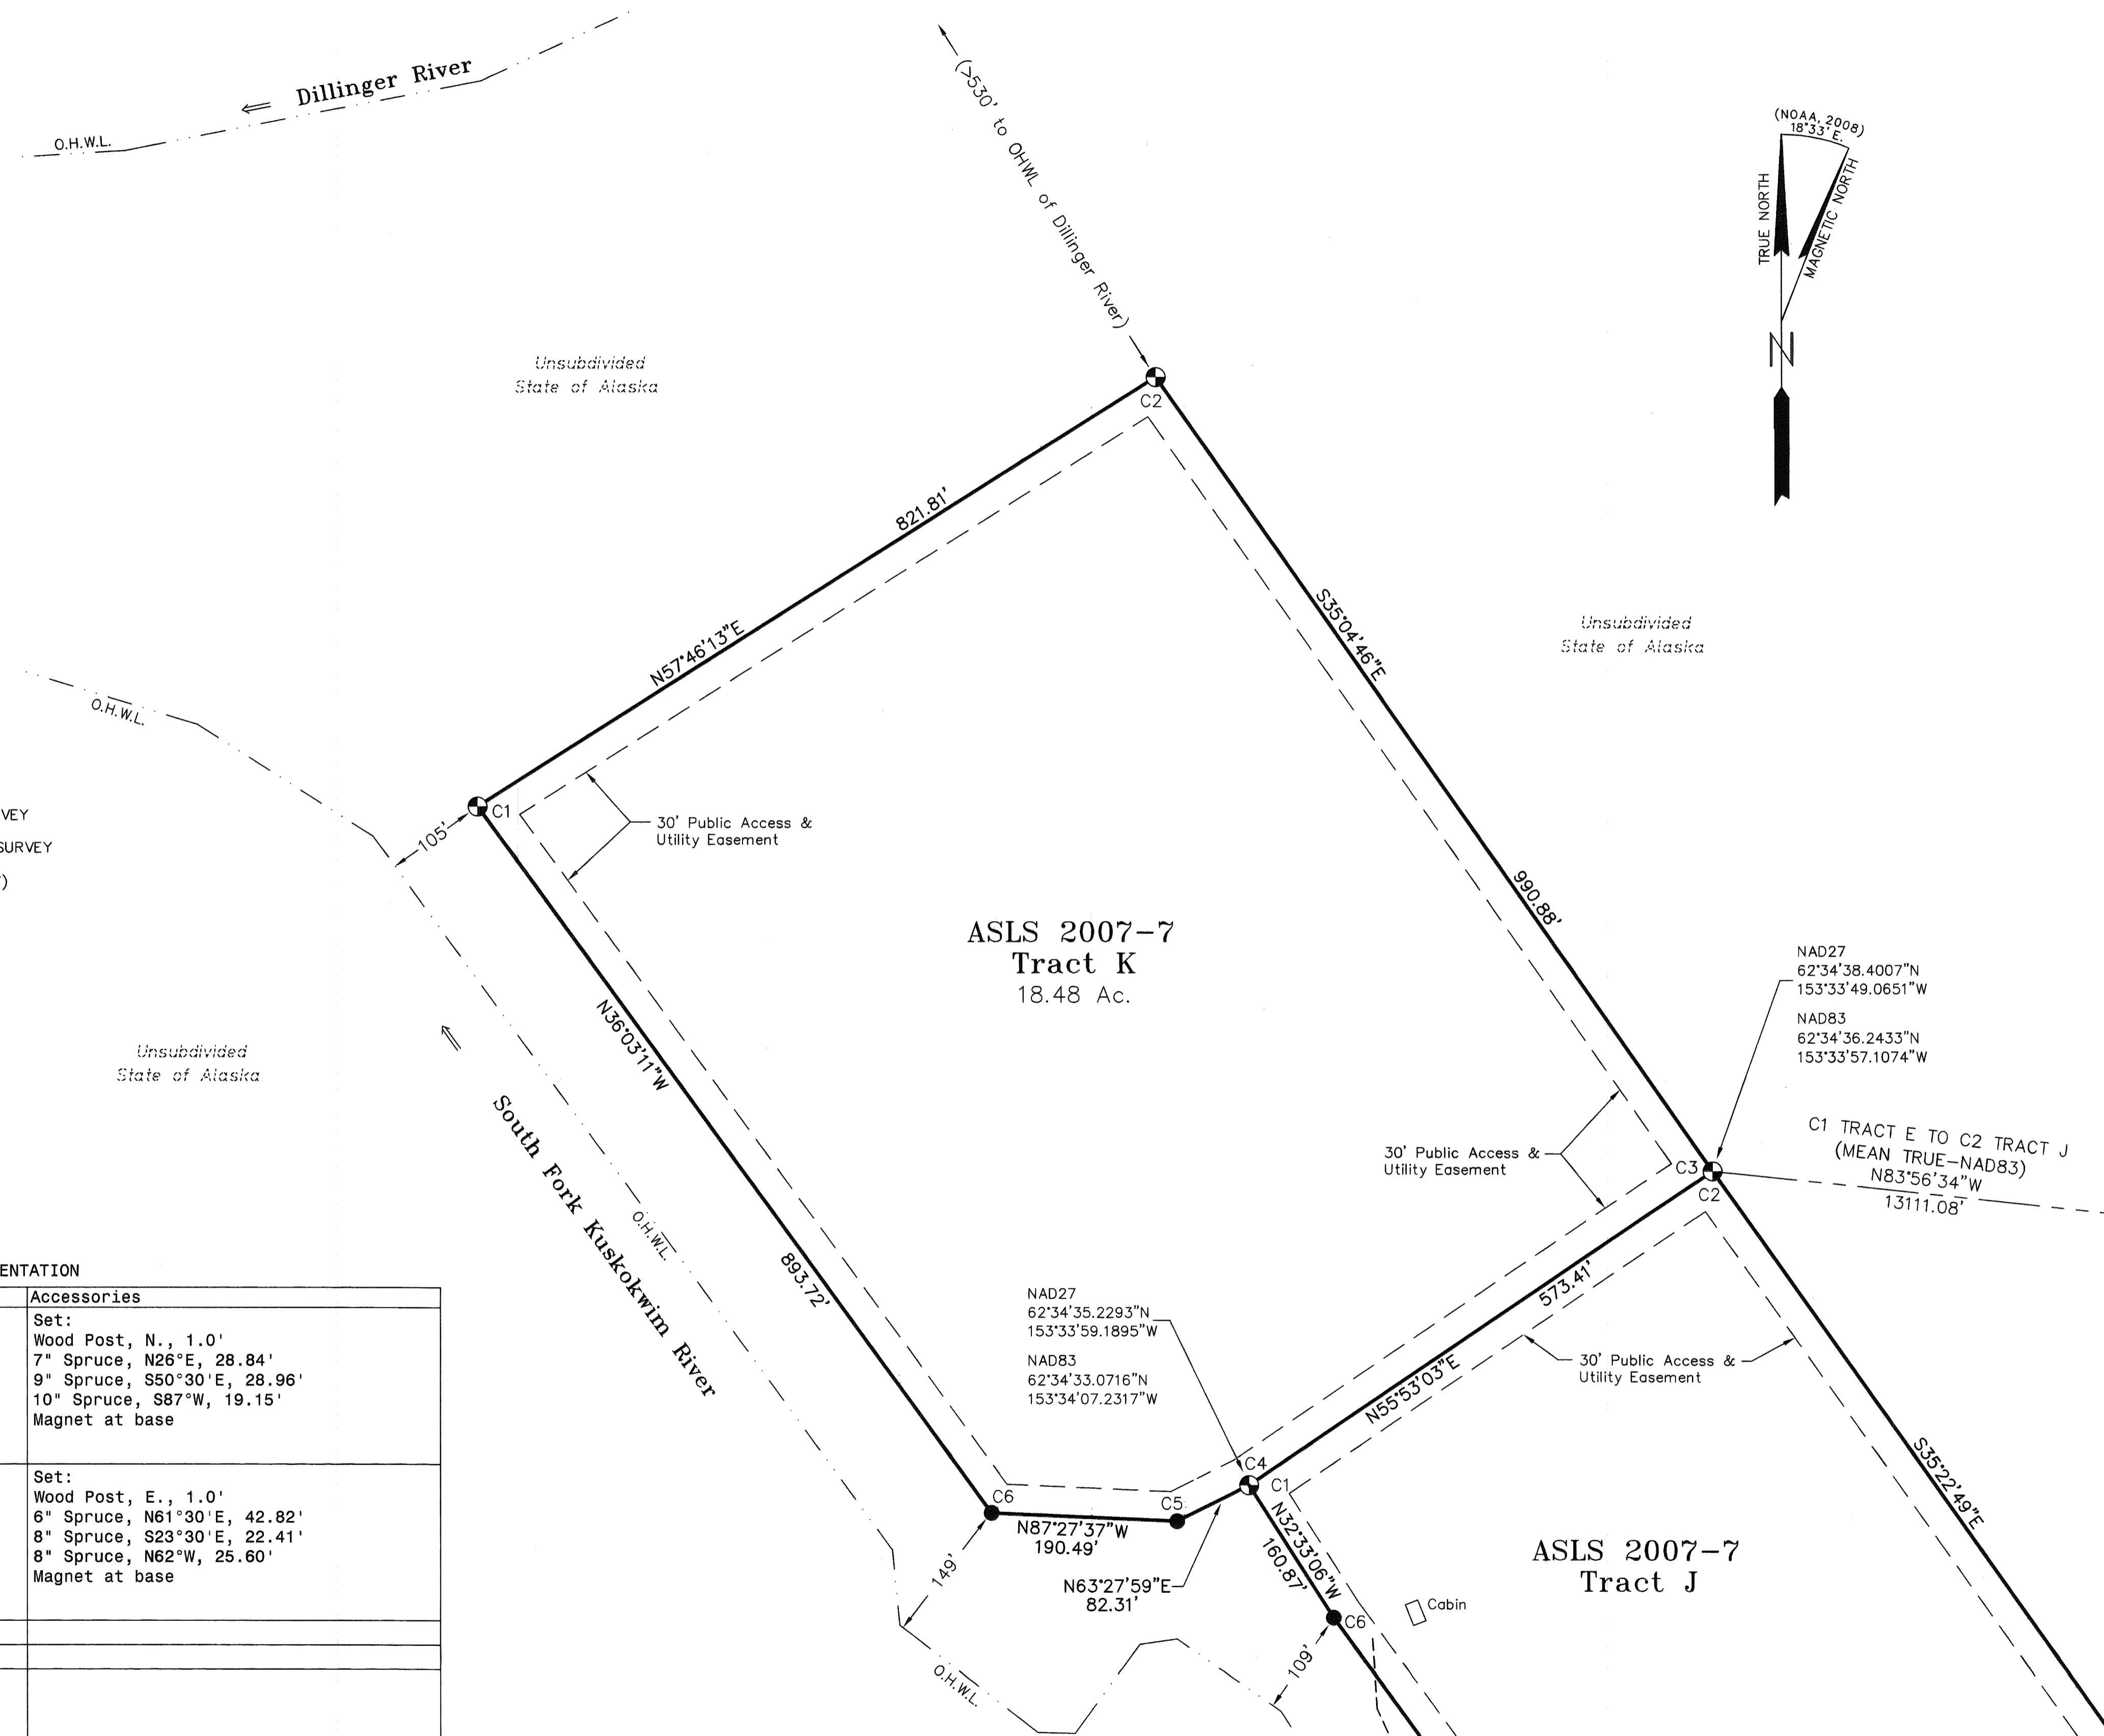 Dillinger River
O.H.W.L.
(>530' to OHWL of Dillinger River)
(NOAA, 2008)
18°33' E.
TRUE NORTH
MAGNETIC NORTH
N
Unsubdivided
State of Alaska
C2
821.81'
N57°46'13"E
S35°04'46"E
Unsubdivided
State of Alaska
O.H.W.L.
C1
105'
30' Public Access &
Utility Easement
VEY
SURVEY
)
990.88'
ASLS 2007-7
Tract K
18.48 Ac.
NAD27
62°34'38.4007"N
153°33'49.0651"W
NAD83
62°34'36.2433"N
153°33'57.1074"W
N36°03'11"W
Unsubdivided
State of Alaska
South Fork Kuskokwim River
O.H.W.L.
893.72'
30' Public Access &
Utility Easement
C3
C2
C1 TRACT E TO C2 TRACT J
(MEAN TRUE-NAD83)
N83°56'34"W
13111.08'
573.41'
N55°53'03"E
NAD27
62°34'35.2293"N
153°33'59.1895"W
NAD83
62°34'33.0716"N
153°34'07.2317"W
30' Public Access &
Utility Easement
S35°22'49"E
C4
C1
C6
C5
N87°27'37"W
190.49'
N63°27'59"E
82.31'
N32°33'06"W
160.87'
149'
C6
109'
Cabin
ASLS 2007-7
Tract J
O.H.W.L.
ENTATION
Accessories
Set:
Wood Post, N., 1.0'
7" Spruce, N26°E, 28.84'
9" Spruce, S50°30'E, 28.96'
10" Spruce, S87°W, 19.15'
Magnet at base
Set:
Wood Post, E., 1.0'
6" Spruce, N61°30'E, 42.82'
8" Spruce, S23°30'E, 22.41'
8" Spruce, N62°W, 25.60'
Magnet at base